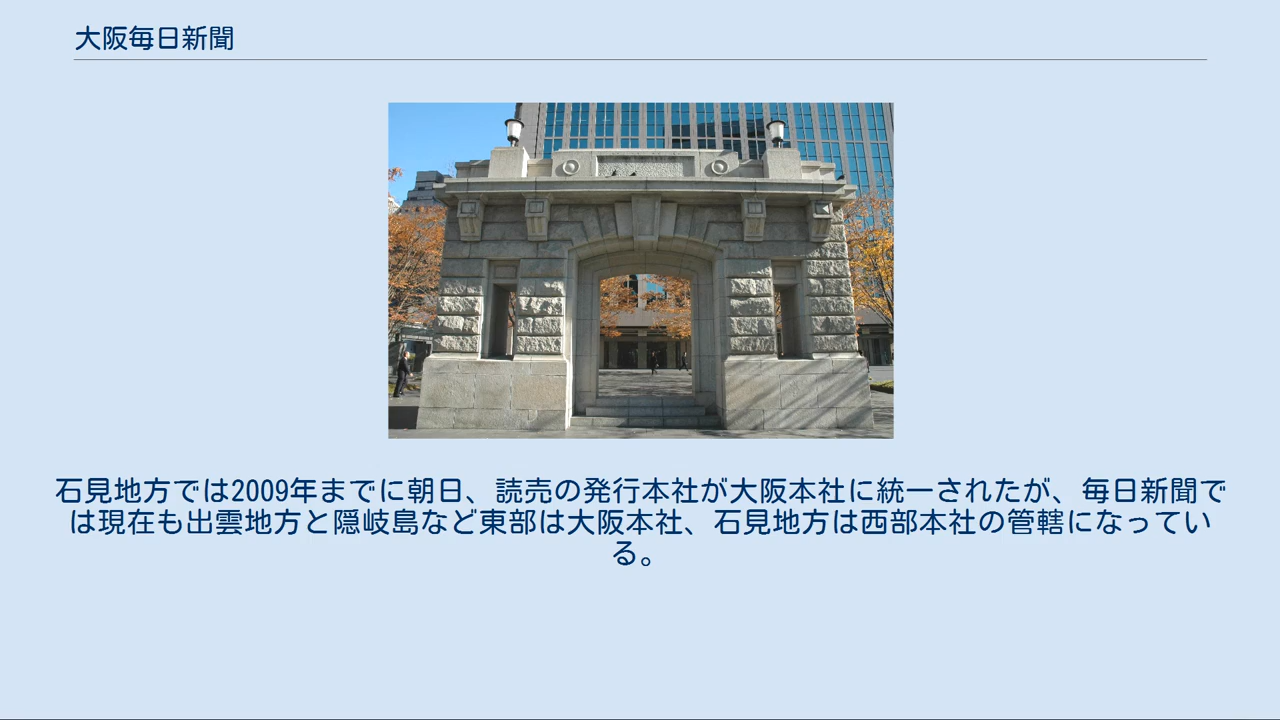 大阪毎日新聞
石見地方では2009年までに朝日、読売の発行本社が大阪本社に統一されたが、毎日新聞で
は現在も出雲地方と隠岐島など東部は大阪本社、石見地方は西部本社の管轄になってい
る。